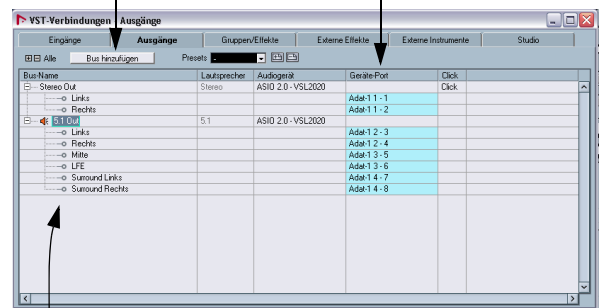 VST-Verbindungen - Ausgänge
Eingänge Ausgänge Gruppen/Effekte Externe Effekte Externe Instrumente Studio
Alle Bus hinzufügen Presets -
Bus-Name Lautsprecher Audiogerät Geräte-Port Click
Stereo Out Stereo ASIO 2.0 - VSL2020 Click
Links Adat-1 1 - 1
Rechts Adat-1 1 - 2
5.1 Out 5.1 ASIO 2.0 - VSL2020
Links Adat-1 2 - 3
Rechts Adat-1 2 - 4
Mitte Adat-1 3 - 5
LFE Adat-1 3 - 6
Surround Links Adat-1 4 - 7
Surround Rechts Adat-1 4 - 8